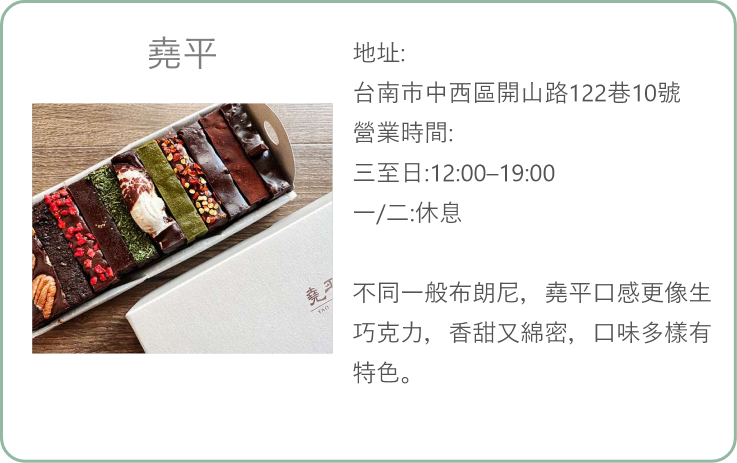 堯平
地址:
台南市中西區開山路122巷10號
營業時間:
三至日:12:00–19:00
一/二:休息
不同一般布朗尼，堯平口感更像生
巧克力，香甜又綿密，口味多樣有
特色。
堯平
YAO